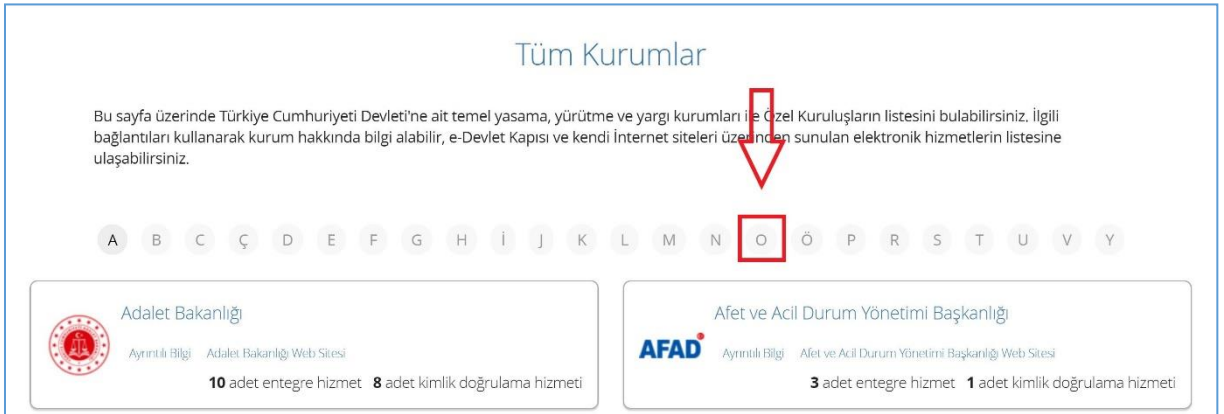 Tüm Kurumlar
Bu sayfa üzerinde Türkiye Cumhuriyeti Devleti'ne ait temel yasama, yürütme ve yargı kurumları ile Özel Kuruluşların listesini bulabilirsiniz. İlgili
bağlantıları kullanarak kurum hakkında bilgi alabilir, e-Devlet Kapısı ve kendi İnternet siteleri üzerinden sunulan elektronik hizmetlerin listesine
ulaşabilirsiniz.
A B C Ç D E F G H İ J K L M N O Ö P R S T U V Y
Adalet Bakanlığı
Ayrıntılı Bilgi Adalet Bakanlığı Web Sitesi
10 adet entegre hizmet 8 adet kimlik doğrulama hizmeti
Afet ve Acil Durum Yönetimi Başkanlığı
AFAD
Ayrıntılı Bilgi Afet ve Acil Durum Yönetimi Başkanlığı Web Sitesi
3 adet entegre hizmet 1 adet kimlik doğrulama hizmeti